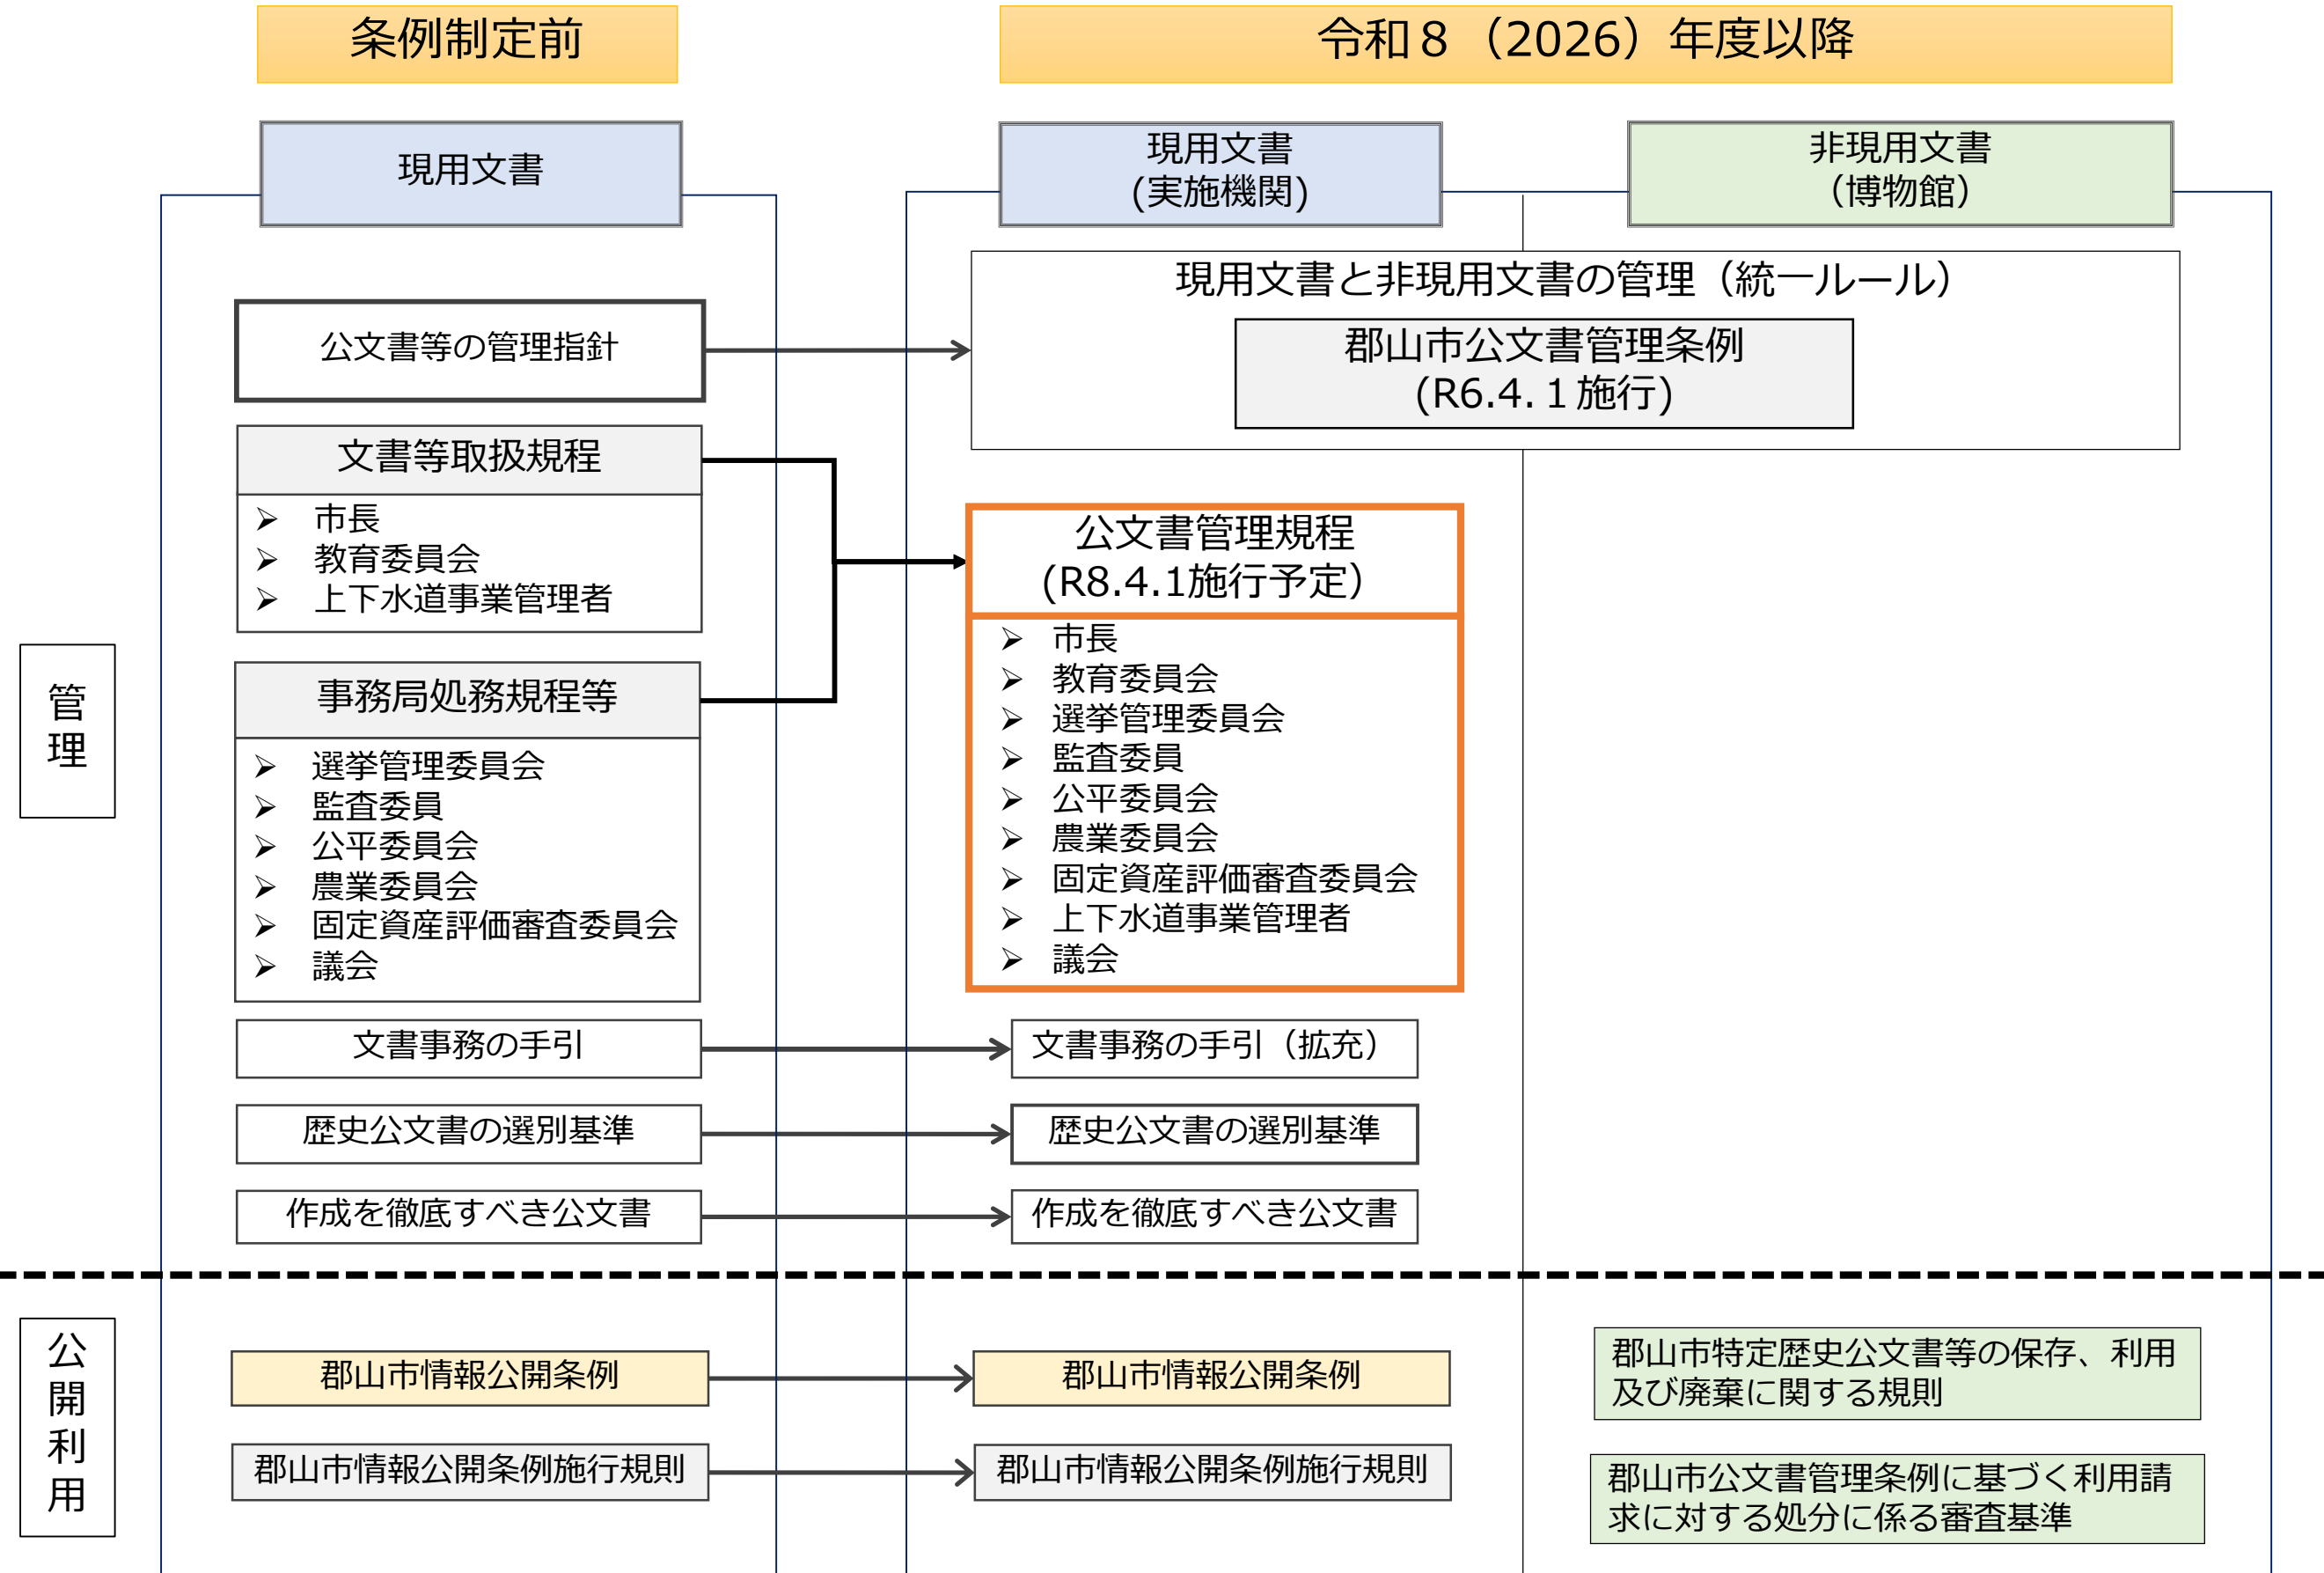 条例制定前
令和８（2026）年度以降
現用文書
現用文書
(実施機関)
非現用文書
（博物館）
現用文書と非現用文書の管理（統一ルール）
郡山市公文書管理条例
(R6.4.１施行)
公文書等の管理指針
文書等取扱規程
➢ 市長
➢ 教育委員会
➢ 上下水道事業管理者
事務局処務規程等
➢ 選挙管理委員会
➢ 監査委員
➢ 公平委員会
➢ 農業委員会
➢ 固定資産評価審査委員会
➢ 議会
公文書管理規程
(R8.4.1施行予定）
➢ 市長
➢ 教育委員会
➢ 選挙管理委員会
➢ 監査委員
➢ 公平委員会
➢ 農業委員会
➢ 固定資産評価審査委員会
➢ 上下水道事業管理者
➢ 議会
管理
文書事務の手引
文書事務の手引（拡充）
歴史公文書の選別基準
歴史公文書の選別基準
作成を徹底すべき公文書
作成を徹底すべき公文書
公開利用
郡山市情報公開条例
郡山市情報公開条例
郡山市情報公開条例施行規則
郡山市情報公開条例施行規則
郡山市特定歴史公文書等の保存、利用
及び廃棄に関する規則
郡山市公文書管理条例に基づく利用請
求に対する処分に係る審査基準